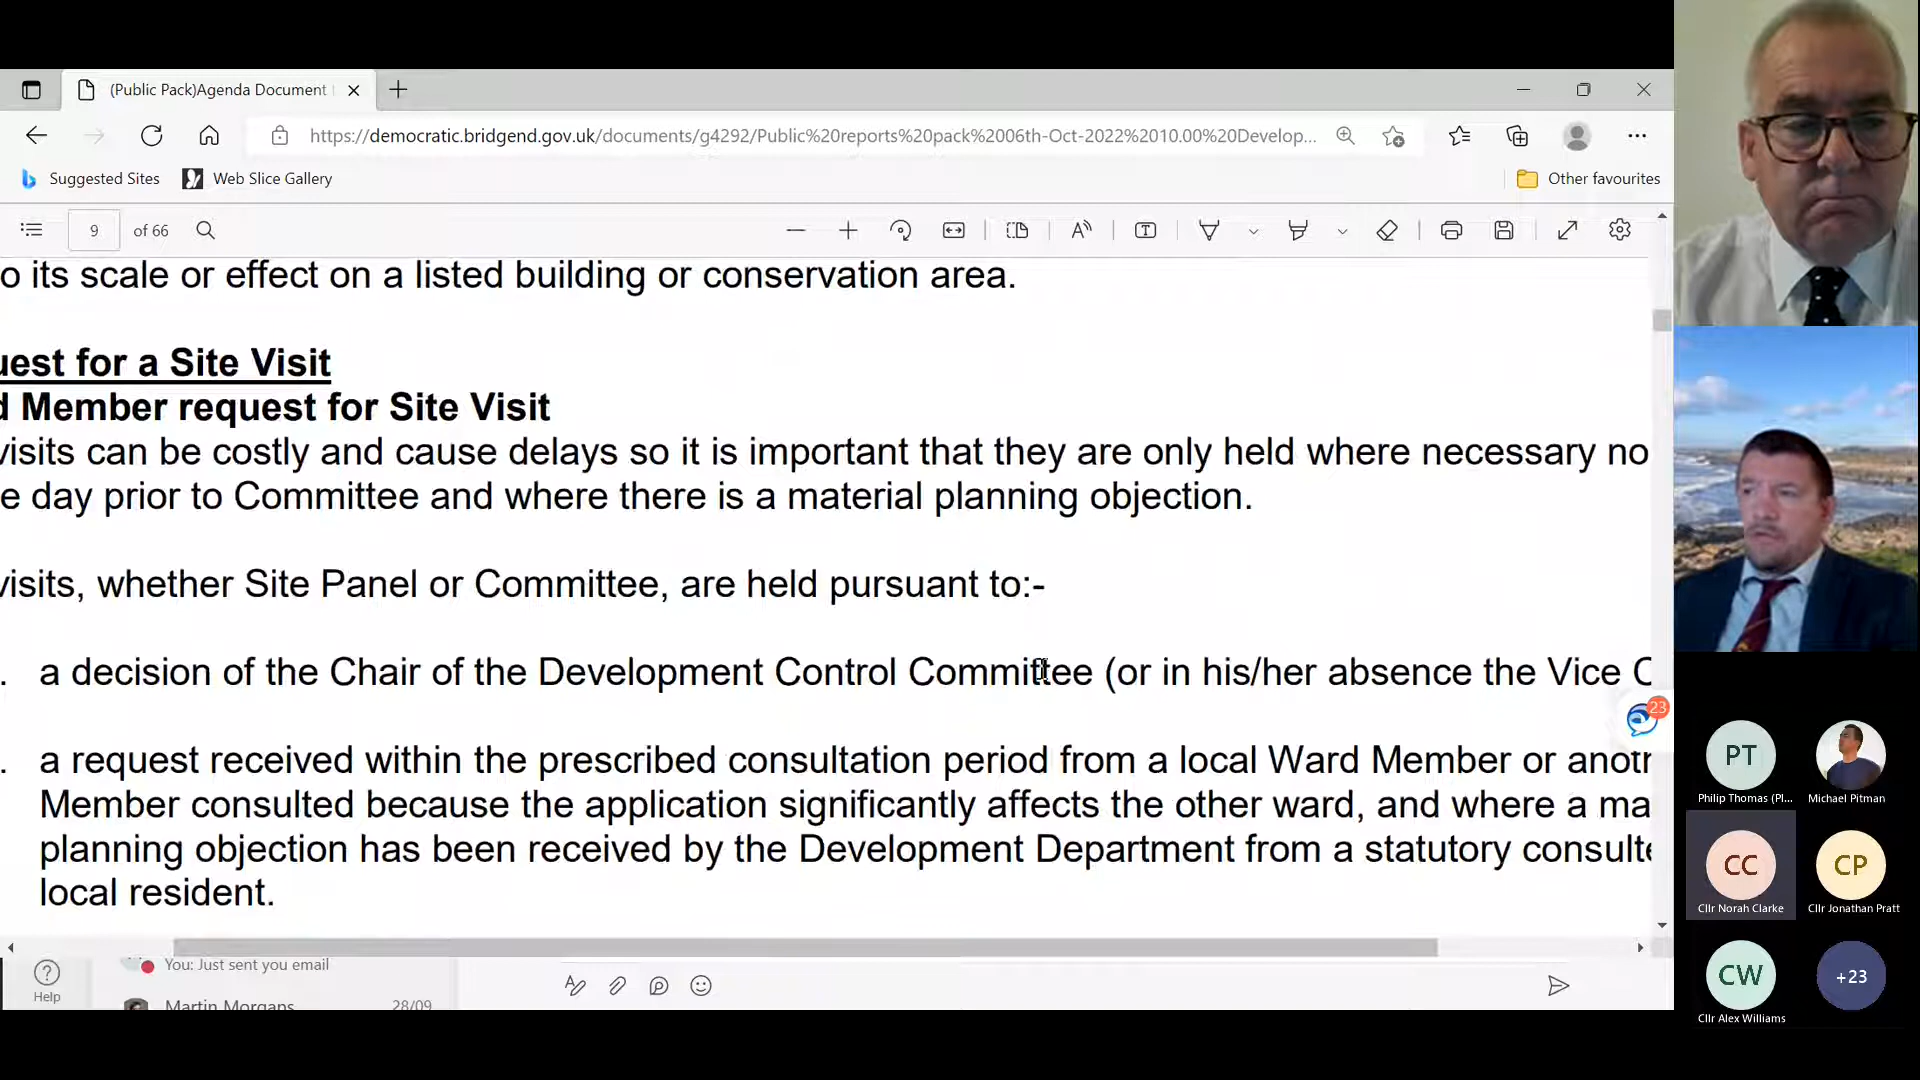 (Public Pack)Agenda Document
https://democratic.bridgend.gov.uk/documents/g4292/Public%20reports%20pack%2006th-Oct-2022%2010.00%20Develop...
Suggested Sites
Web Slice Gallery
Other favourites
9 of 66
o its scale or effect on a listed building or conservation area.
uest for a Site Visit
d Member request for Site Visit
visits can be costly and cause delays so it is important that they are only held where necessary no
e day prior to Committee and where there is a material planning objection.
visits, whether Site Panel or Committee, are held pursuant to:-
. a decision of the Chair of the Development Control Committee (or in his/her absence the Vice C
23
. a request received within the prescribed consultation period from a local Ward Member or anot
Member consulted because the application significantly affects the other ward, and where a ma
planning objection has been received by the Development Department from a statutory consulte
local resident.
You: Just sent you email
Help
Martin Morgans 28/09
PT
Philip Thomas (Pl...
Michael Pitman
CC
Cllr Norah Clarke
CP
Cllr Jonathan Pratt
CW
Cllr Alex Williams
+23